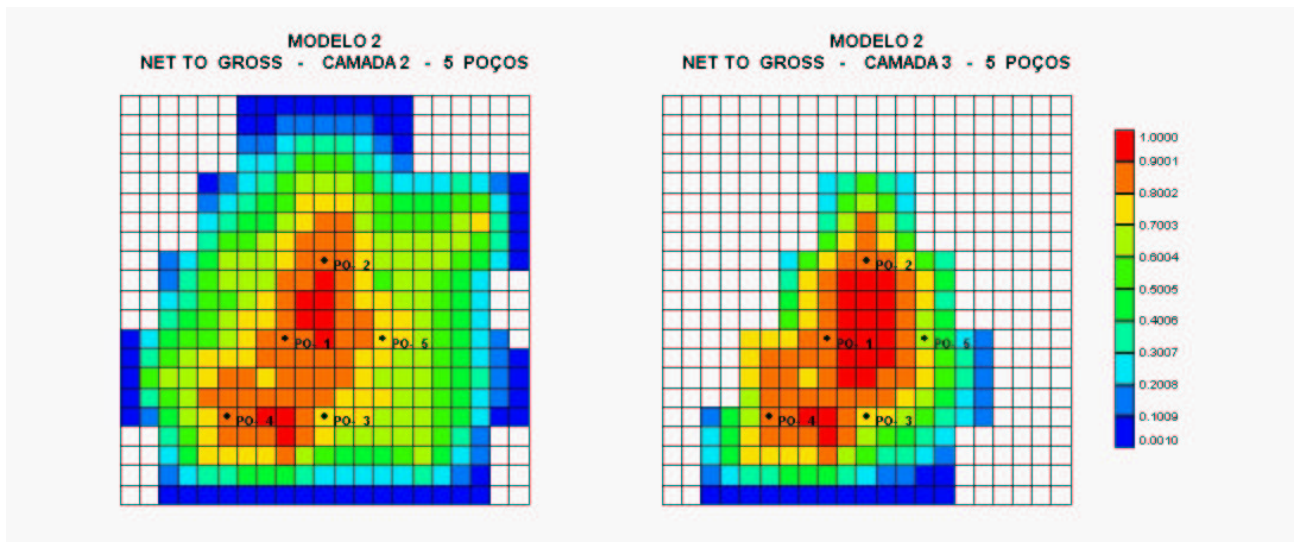 MODELO 2
NET TO GROSS - CAMADA 2 - 5 POÇOS
PO- 2
PO- 1
PO- 5
PO- 4
PO- 3
MODELO 2
NET TO GROSS - CAMADA 3 - 5 POÇOS
PO- 2
PO- 1
PO- 5
PO- 4
PO- 3
1.0000
0.9001
0.8002
0.7003
0.6004
0.5005
0.4006
0.3007
0.2008
0.1009
0.0010